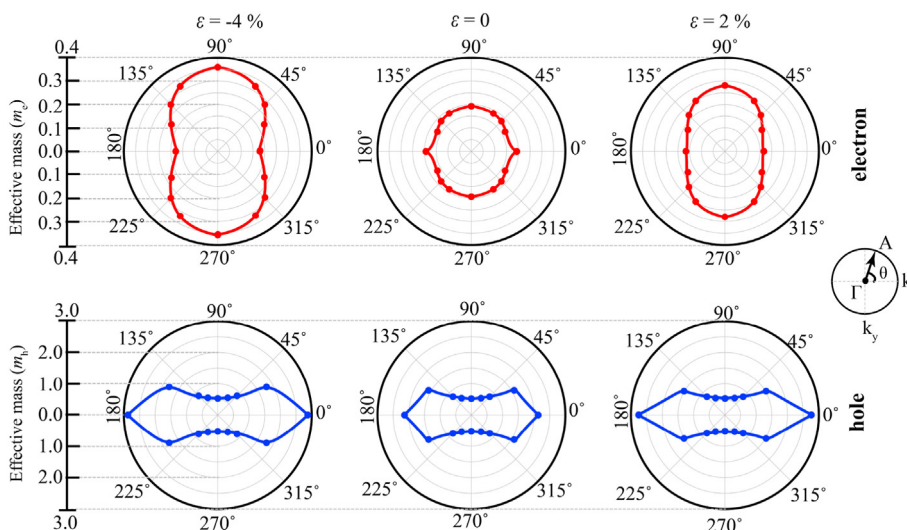 ε = -4 % ε = 0 ε = 2 %
0.4 90° 90° 90°
0.3 135° 45° 135° 45° 135° 45°
0.2
0.1
Effective mass (m_e) 0.0 180° 0° 180° 0° 180° 0° electron
0.1
0.2
0.3 225° 315° 225° 315° 225° 315°
0.4 270° 270° 270°
A
Γ θ k
k_y
3.0 90° 90° 90°
2.0 135° 45° 135° 45° 135° 45°
1.0
Effective mass (m_h) 0.0 180° 0° 180° 0° 180° 0° hole
1.0
2.0 225° 315° 225° 315° 225° 315°
3.0 270° 270° 270°